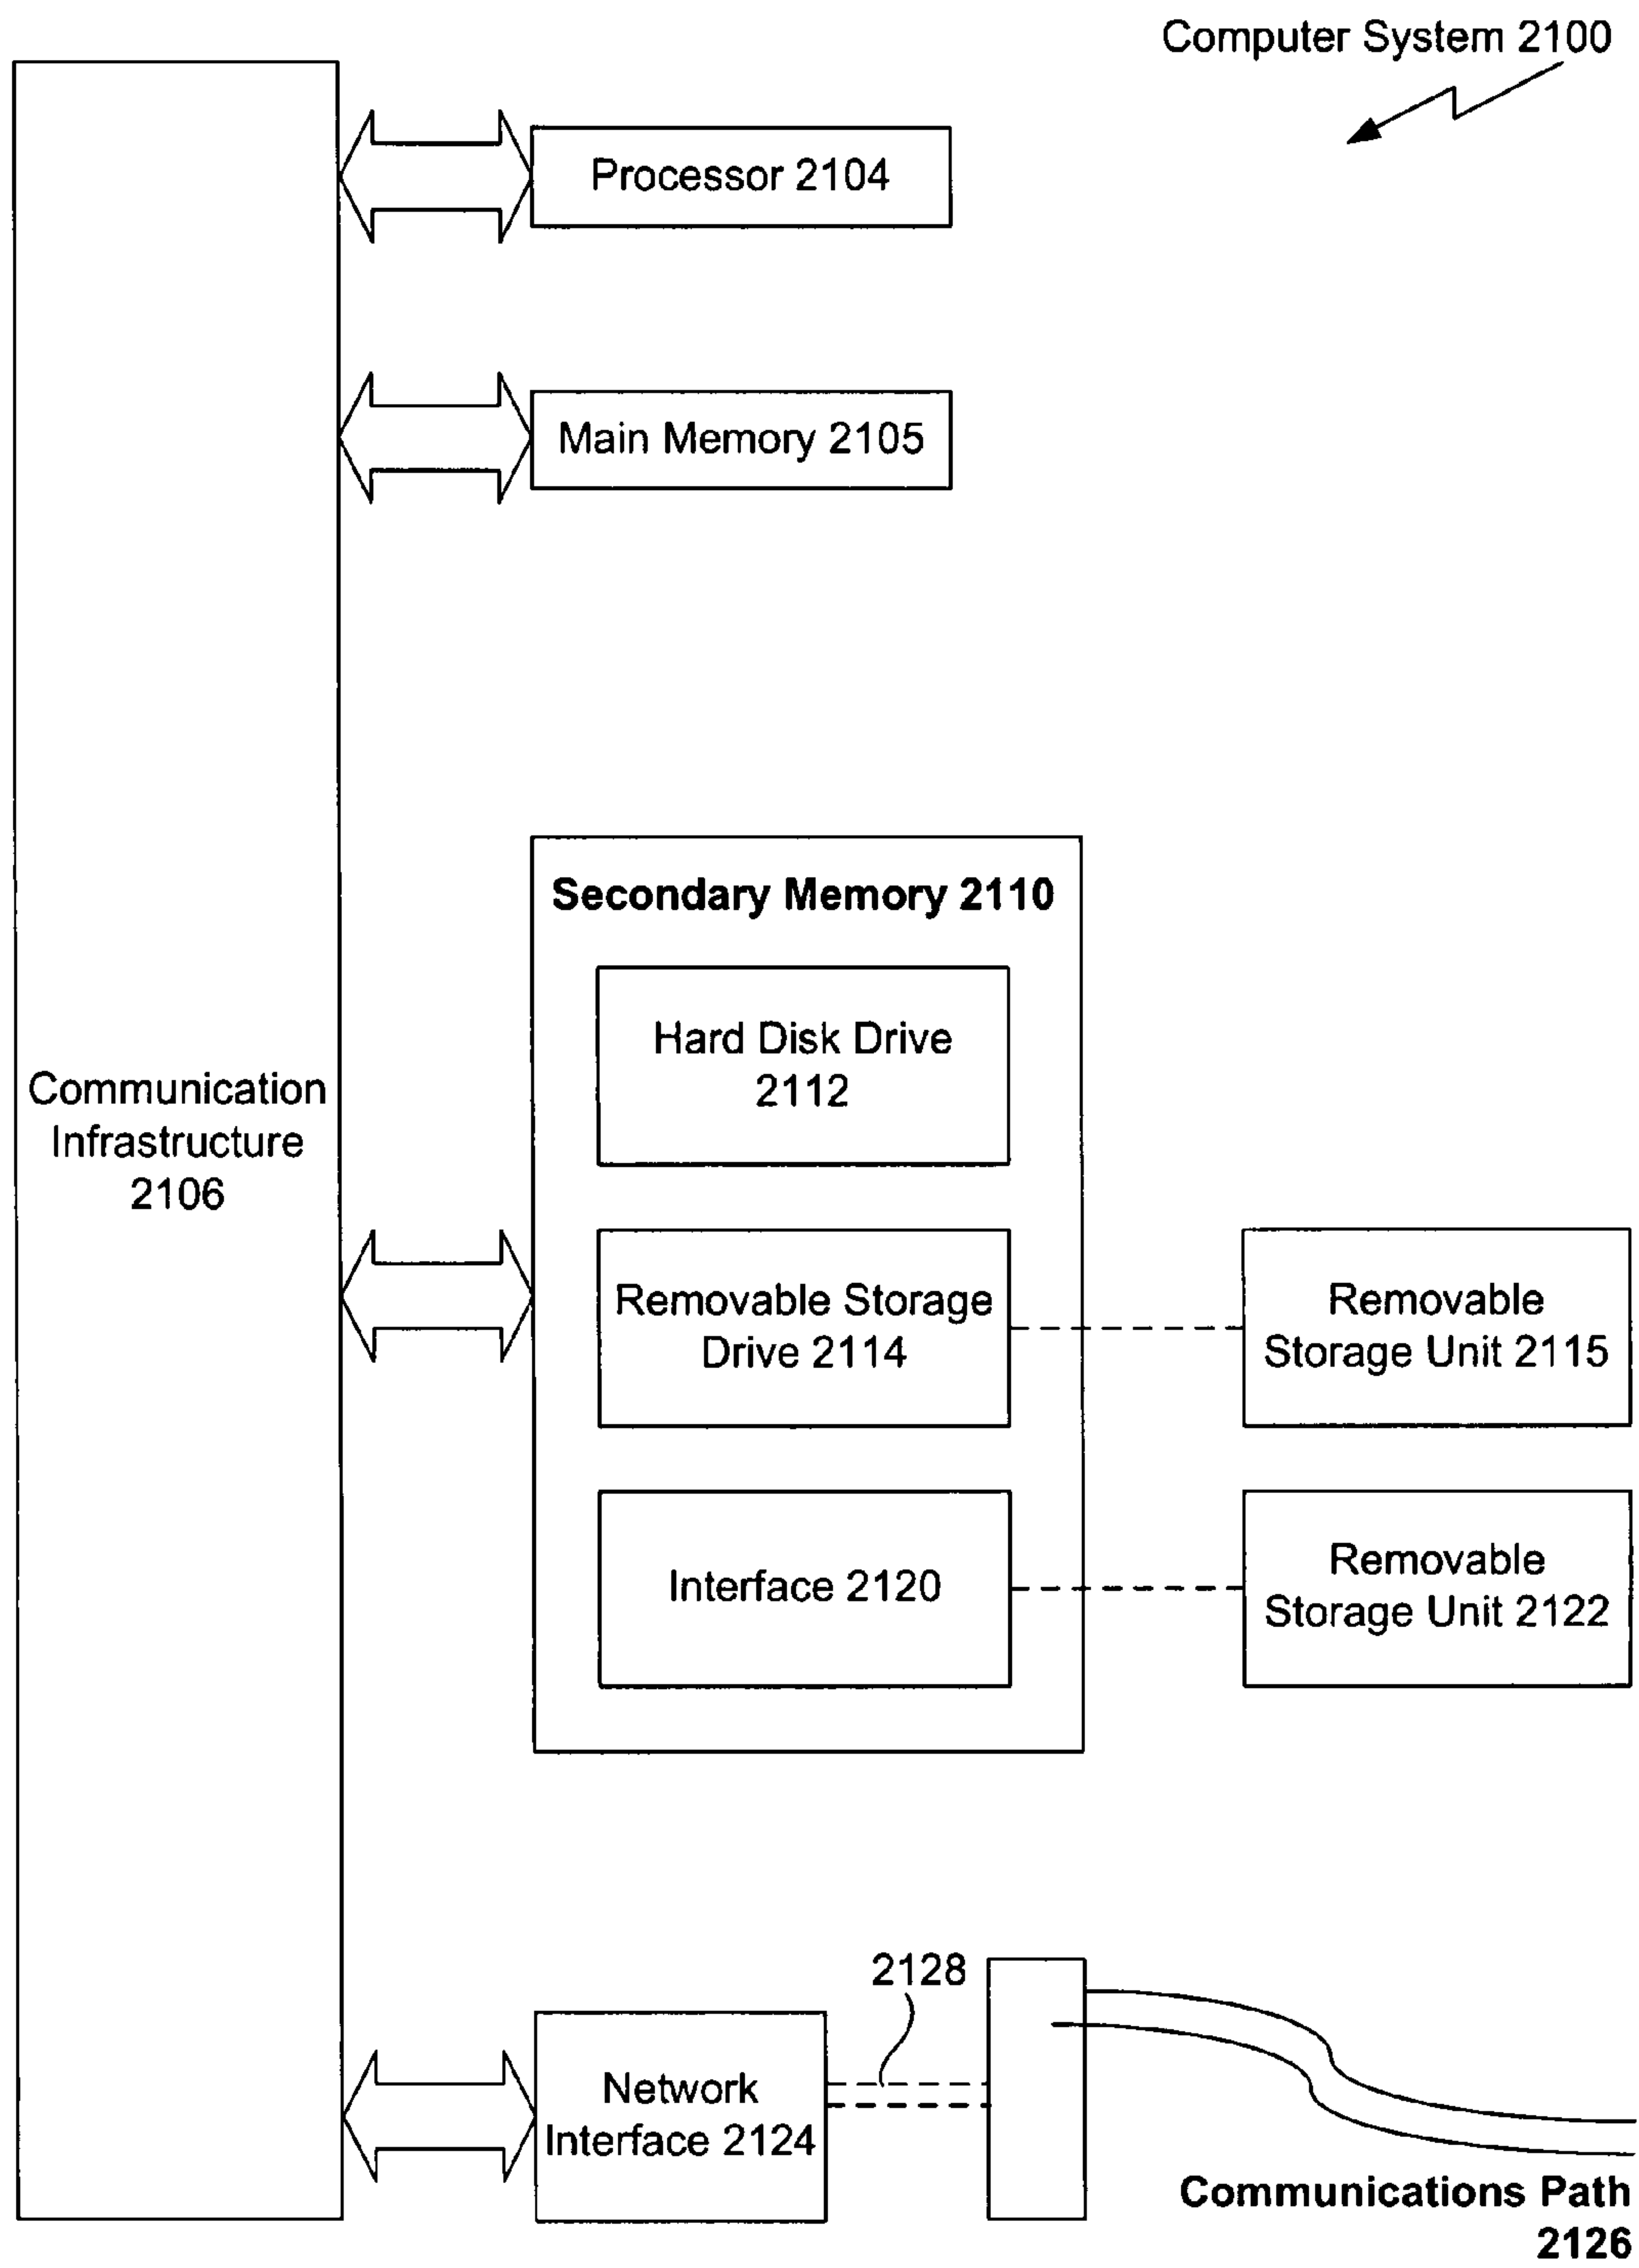 Computer System 2100
Processor 2104
Main Memory 2105
Secondary Memory 2110
Hard Disk Drive
2112
Communication
Infrastructure
2106
Removable Storage
Drive 2114
Removable
Storage Unit 2115
Interface 2120
Removable
Storage Unit 2122
2128
Network
Interface 2124
Communications Path
2126